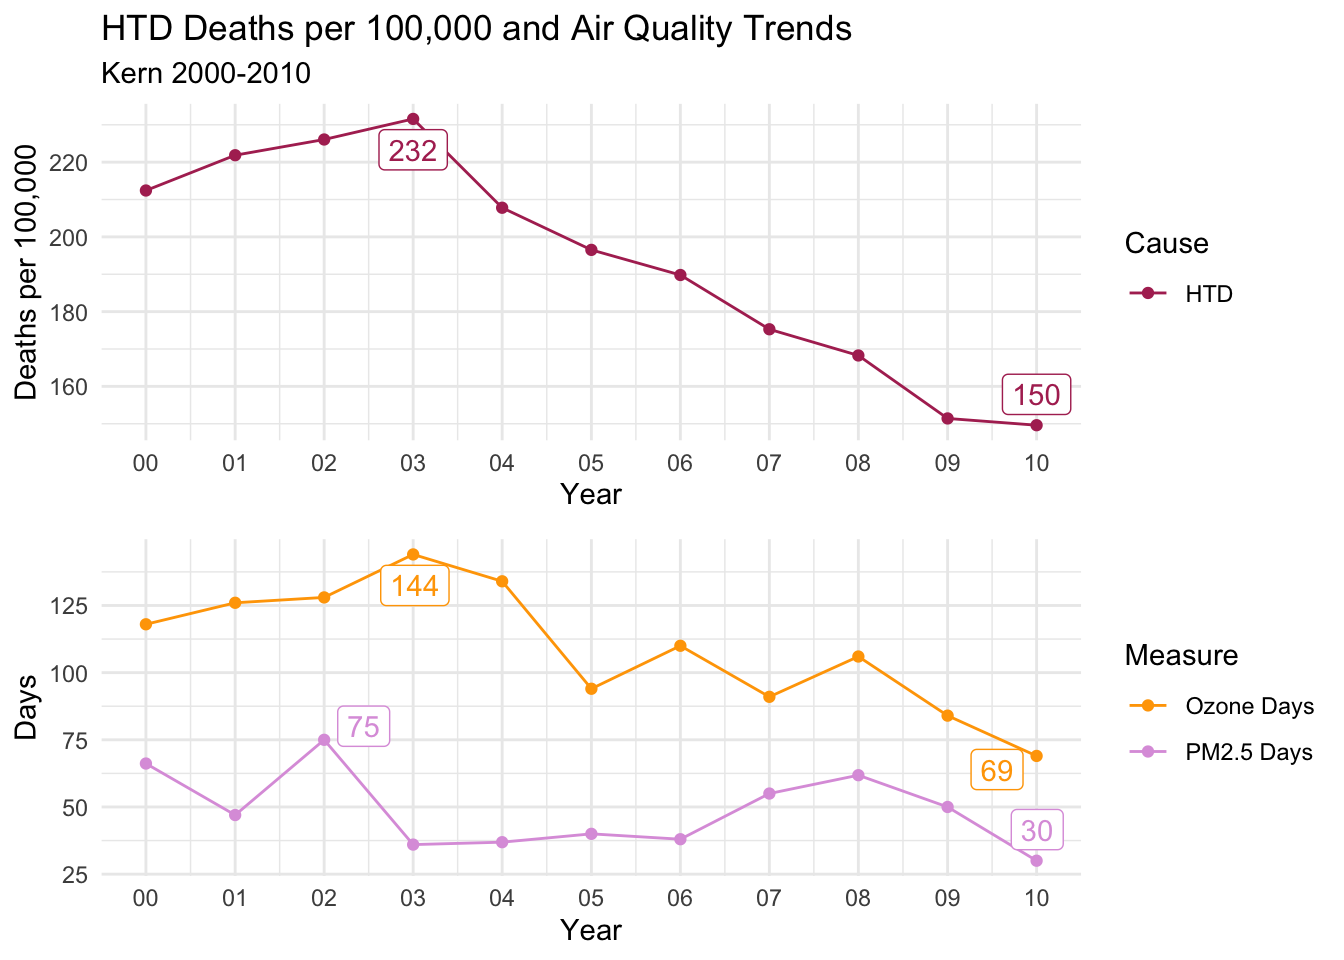 HTD Deaths per 100,000 and Air Quality Trends
Kern 2000-2010
Deaths per 100,000
220
200
180
160
232
150
00 01 02 03 04 05 06 07 08 09 10
Year
Cause
HTD
Days
125
100
75
50
25
144
75
69
30
00 01 02 03 04 05 06 07 08 09 10
Year
Measure
Ozone Days
PM2.5 Days